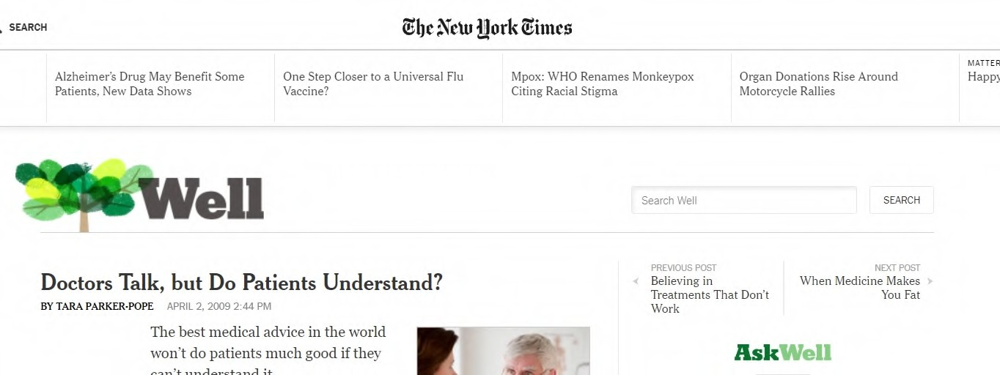 SEARCH
The New York Times
Alzheimer's Drug May Benefit Some
Patients, New Data Shows
One Step Closer to a Universal Flu
Vaccine?
Mpox: WHO Renames Monkeypox
Citing Racial Stigma
Organ Donations Rise Around
Motorcycle Rallies
MATTER
Happy
Well
Search Well
SEARCH
Doctors Talk, but Do Patients Understand?
BY TARA PARKER-POPE APRIL 2, 2009 2:44 PM
The best medical advice in the world
won't do patients much good if they
can't understand it.
PREVIOUS POST
Believing in
Treatments That Don't
Work
NEXT POST
When Medicine Makes
You Fat
AskWell